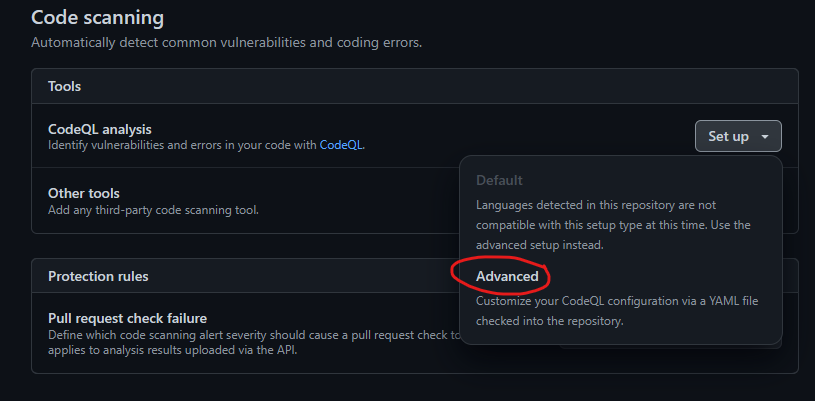 Code scanning
Automatically detect common vulnerabilities and coding errors.
Tools
CodeQL analysis
Identify vulnerabilities and errors in your code with CodeQL.
Set up
Other tools
Add any third-party code scanning tool.
Default
Languages detected in this repository are not
compatible with this setup type at this time. Use the
advanced setup instead.
Advanced
Customize your CodeQL configuration via a YAML file
checked into the repository.
Protection rules
Pull request check failure
Define which code scanning alert severity should cause a pull request check to
applies to analysis results uploaded via the API.